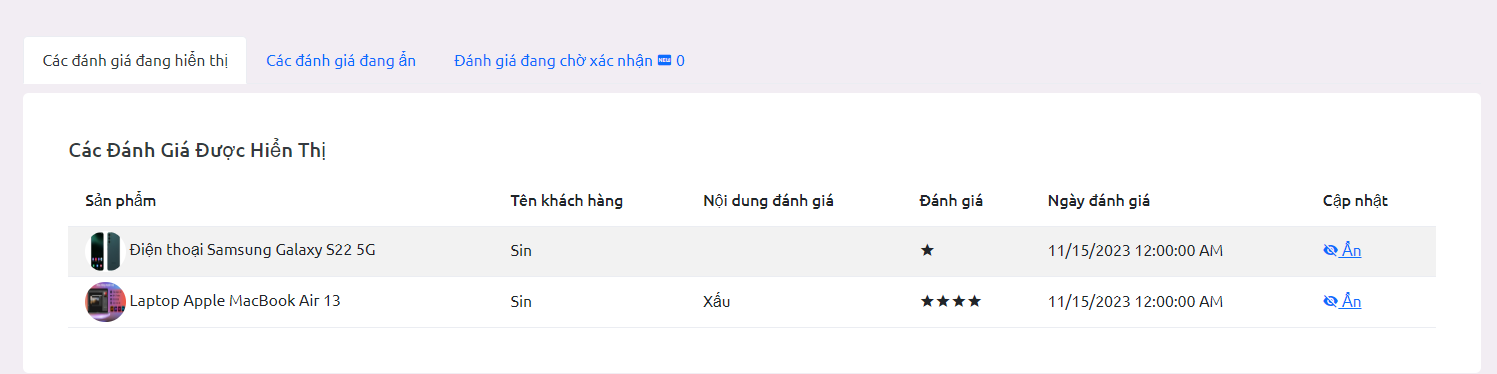 Các đánh giá đang hiển thị Các đánh giá đang ẩn Đánh giá đang chờ xác nhận NEW 0
Các Đánh Giá Được Hiển Thị
Sản phẩm Tên khách hàng Nội dung đánh giá Đánh giá Ngày đánh giá Cập nhật
Điện thoại Samsung Galaxy S22 5G Sin ★ 11/15/2023 12:00:00 AM Ẩn
Laptop Apple MacBook Air 13 Sin Xấu ★★★★ 11/15/2023 12:00:00 AM Ẩn